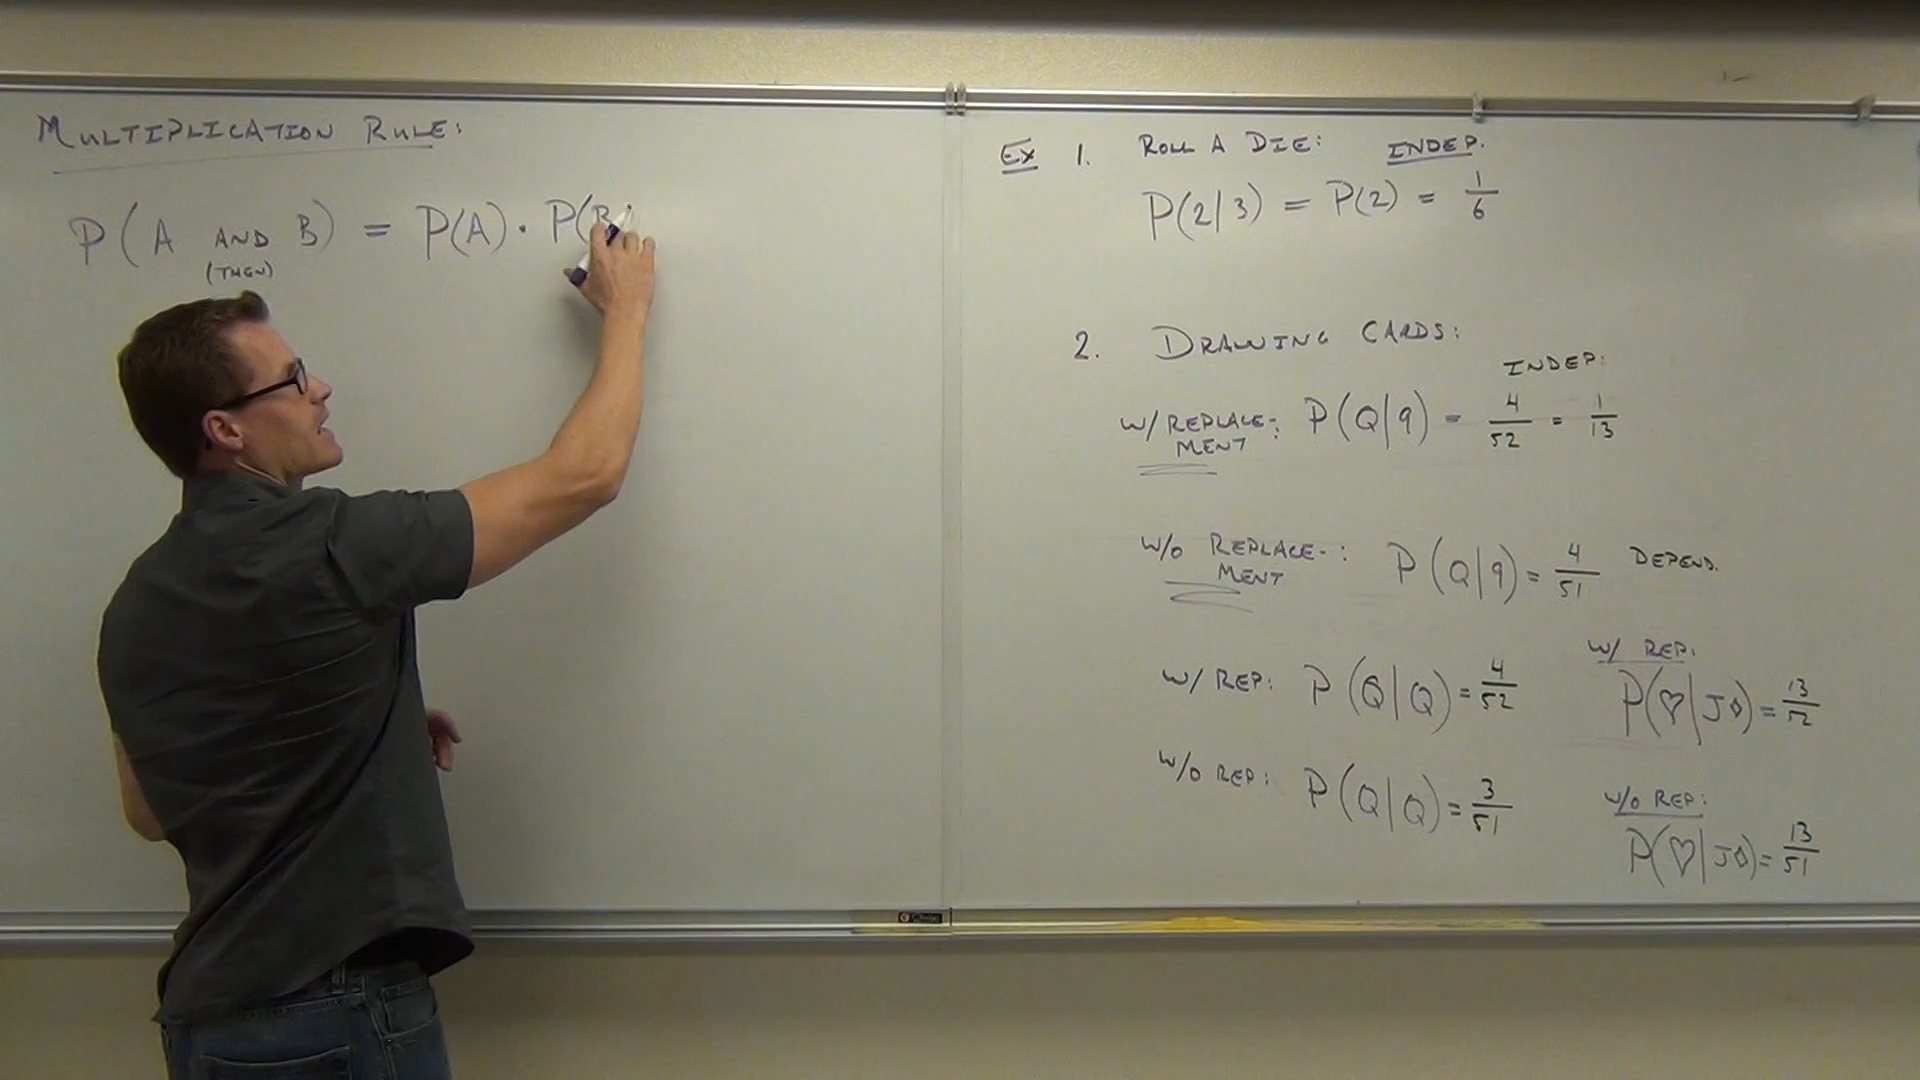 MULTIPLICATION RULE:
P(A AND B) = P(A) · P(B
(THEN)
EX 1. ROLL A DIE: INDEP.
P(2|3) = P(2) = 1/6
2. DRAWING CARDS:
INDEP:
W/ REPLACE-: P(Q|9) = 4/52 = 1/13
MENT
W/O REPLACE-: P(Q|9) = 4/51 DEPEND.
MENT
W/ REP: P(Q|Q) = 4/52
W/O REP: P(Q|Q) = 3/51
W/ REP:
P(♡|J♢) = 13/52
W/O REP:
P(♡|J♢) = 13/51